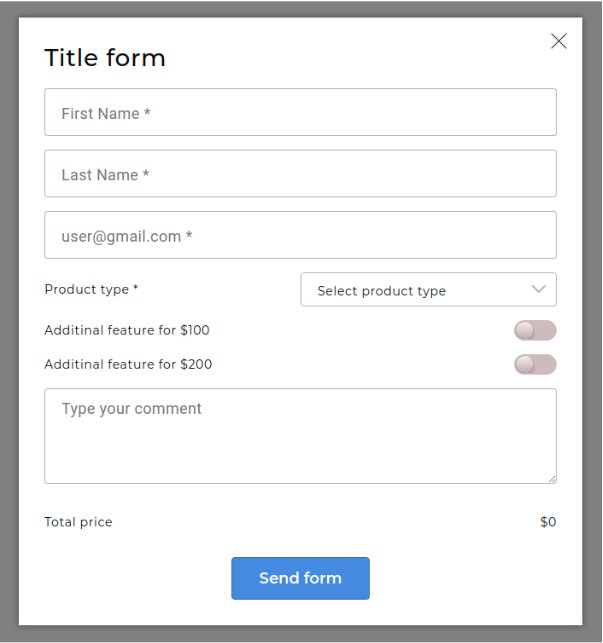 Title form
First Name *
Last Name *
user@gmail.com *
Product type * Select product type
Additinal feature for $100
Additinal feature for $200
Type your comment
Total price $0
Send form